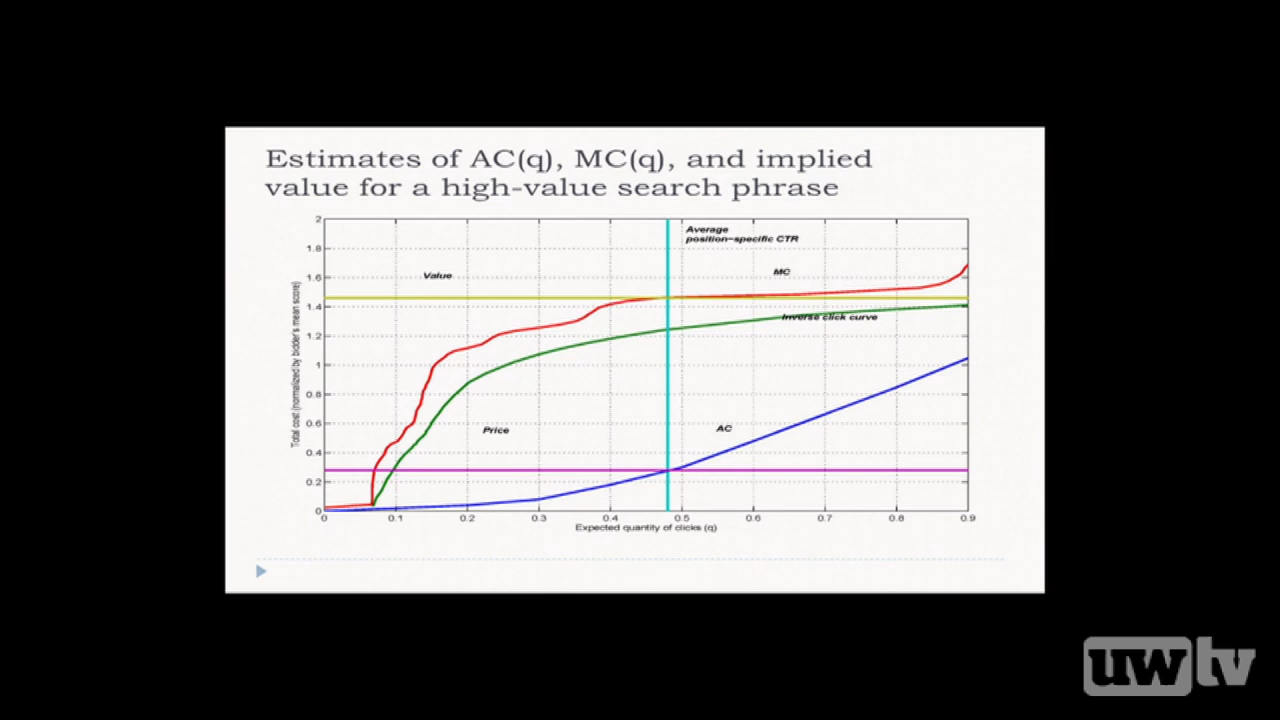 Estimates of AC(q), MC(q), and implied
value for a high-value search phrase
2
1.8
1.6
1.4
1.2
1
0.8
0.6
0.4
0.2
0
Total cost (normalized by bidder's mean score)
Average
position-specific CTR
Value
MC
Inverse click curve
Price
AC
0 0.1 0.2 0.3 0.4 0.5 0.6 0.7 0.8 0.9
Expected quantity of clicks (q)
uwtv